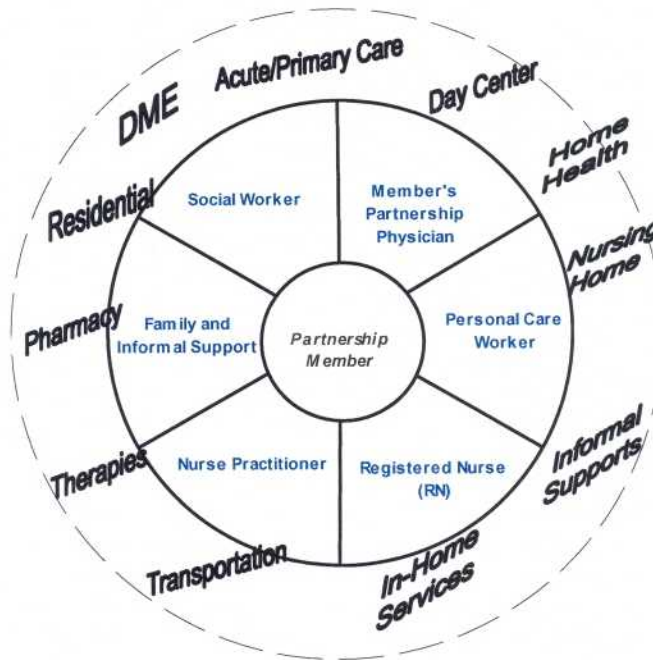 Acute/Primary Care
Day Center
DME
Home
Health
Residential
Nursing
Home
Pharmacy
Informal
Supports
Therapies
In-Home
Services
Transportation
Social Worker
Member's
Partnership
Physician
Family and
Informal Support
Personal Care
Worker
Nurse Practitioner
Registered Nurse
(RN)
Partnership
Member